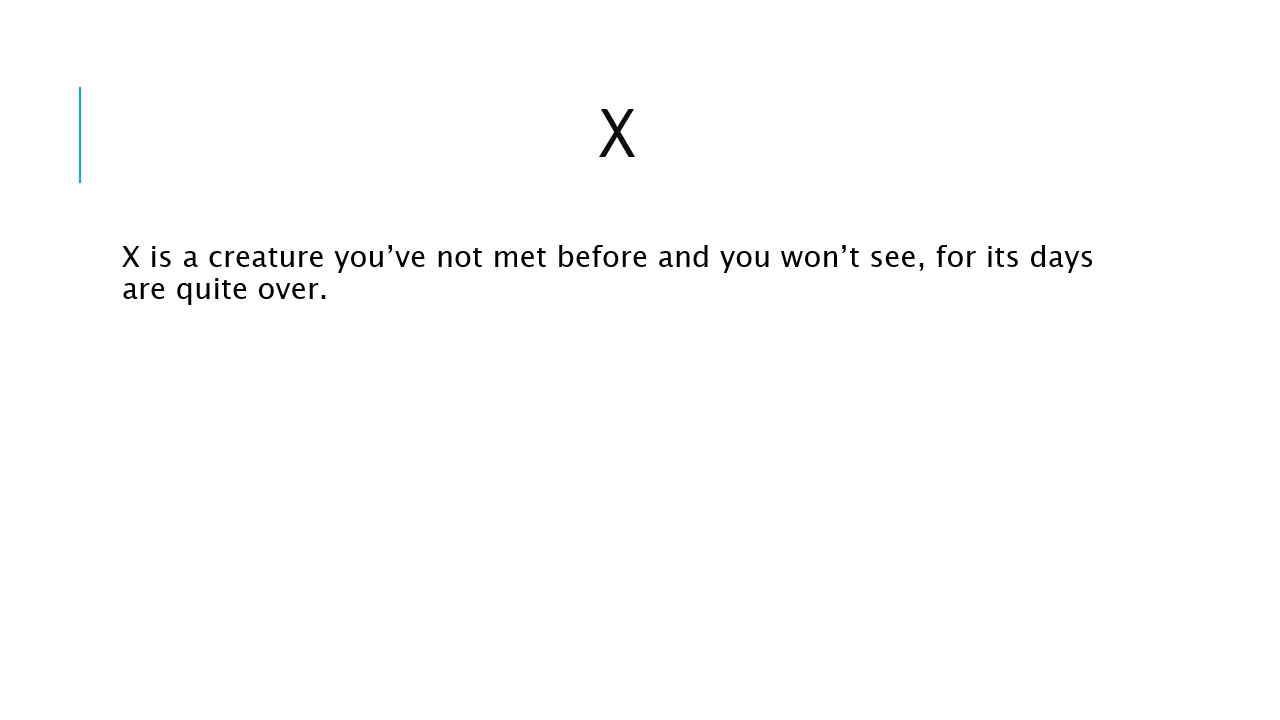 X
X is a creature you’ve not met before and you won’t see, for its days
are quite over.